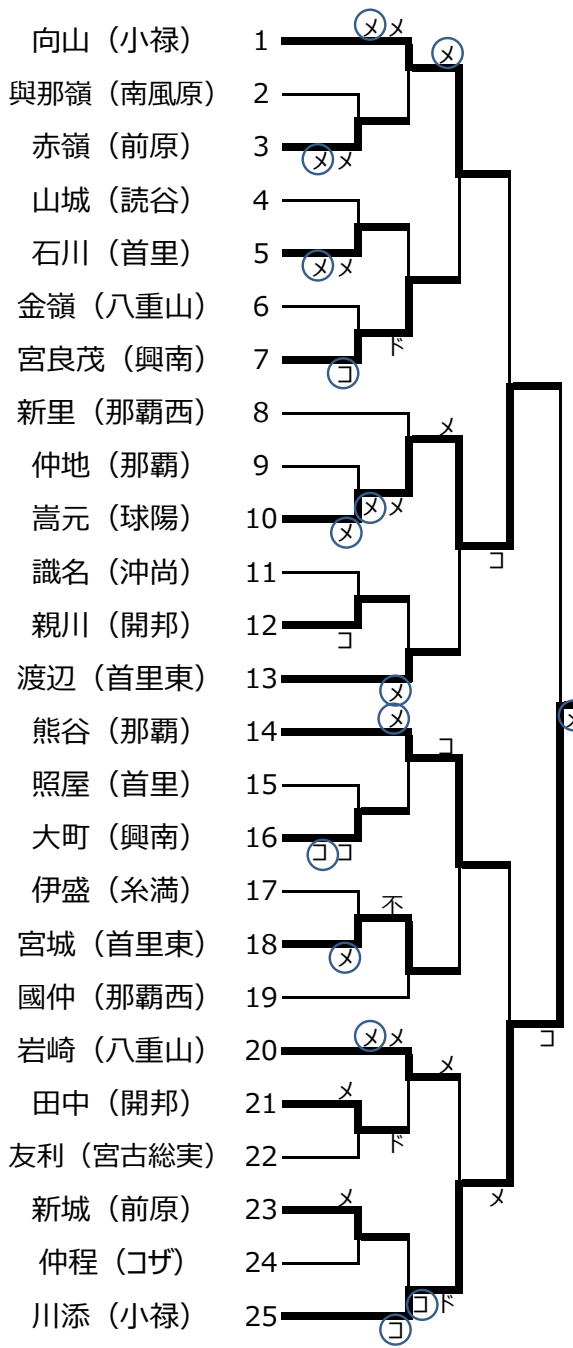 向山（小禄） 1 メメ
メ
與那嶺（南風原） 2
赤嶺（前原） 3
メメ
山城（読谷） 4
石川（首里） 5
メメ
金嶺（八重山） 6
ド
宮良茂（興南） 7
コ
新里（那覇西） 8
メ
仲地（那覇） 9
メメ
嵩元（球陽） 10
メ
コ
識名（沖尚） 11
親川（開邦） 12
コ
渡辺（首里東） 13
メ
メ
メ
熊谷（那覇） 14
コ
照屋（首里） 15
大町（興南） 16
ココ
伊盛（糸満） 17
不
宮城（首里東） 18
メ
國仲（那覇西） 19
岩崎（八重山） 20 メメ
コ
メ
田中（開邦） 21
メ
ド
友利（宮古総実） 22
メ
新城（前原） 23
メ
仲程（コザ） 24
コド
川添（小禄） 25
コ